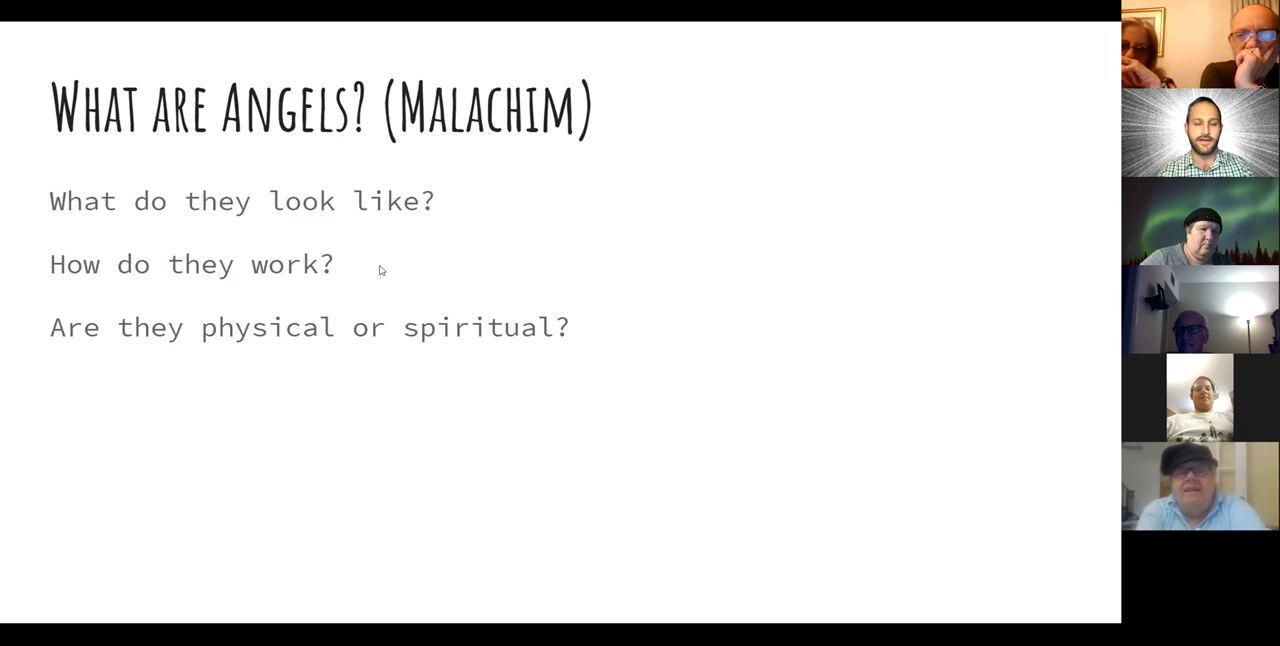 What are Angels? (Malachim)
What do they look like?
How do they work?
Are they physical or spiritual?